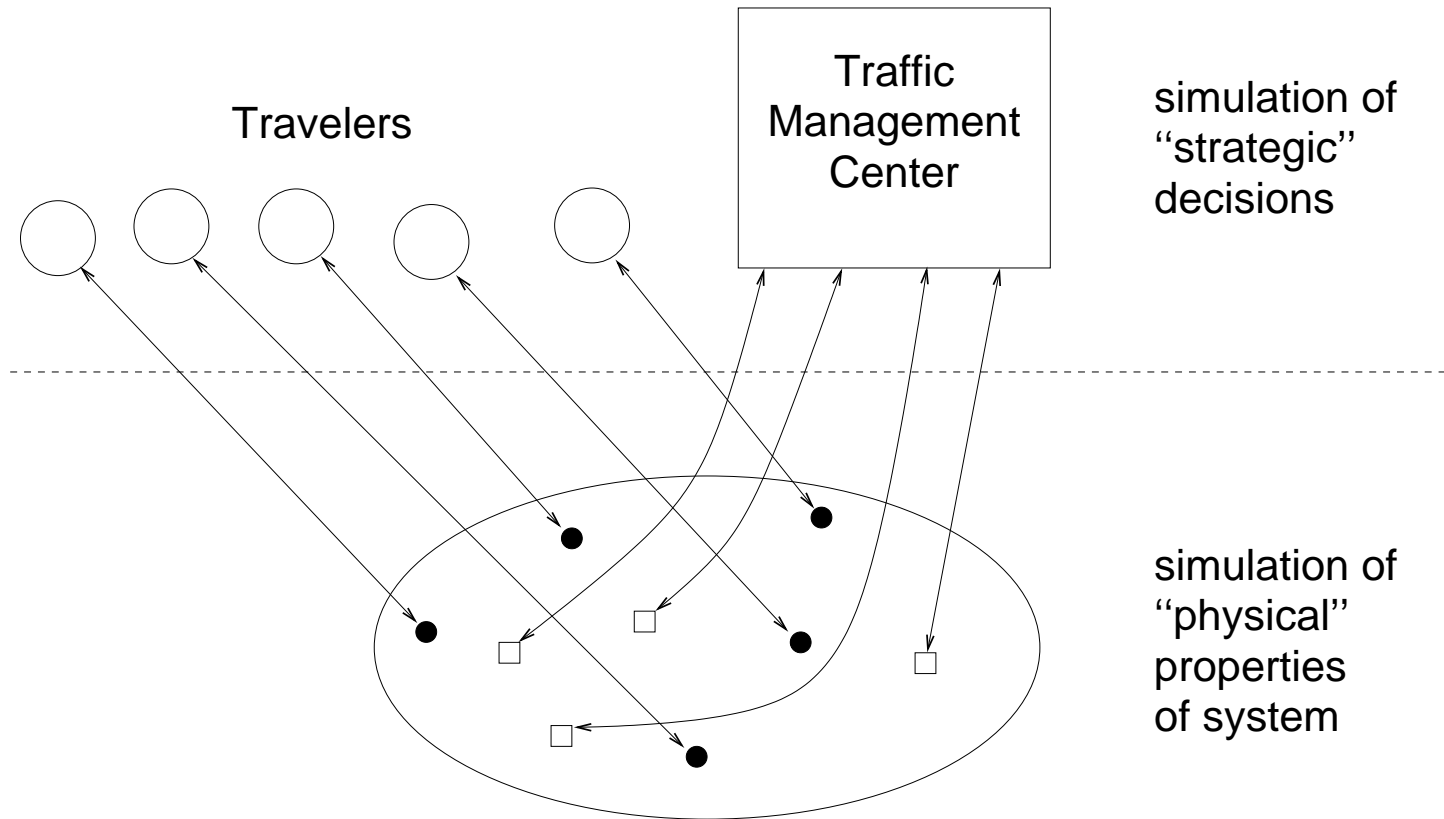 Travelers
Traffic
Management
Center
simulation of
‘‘strategic’’
decisions
simulation of
‘‘physical’’
properties
of system